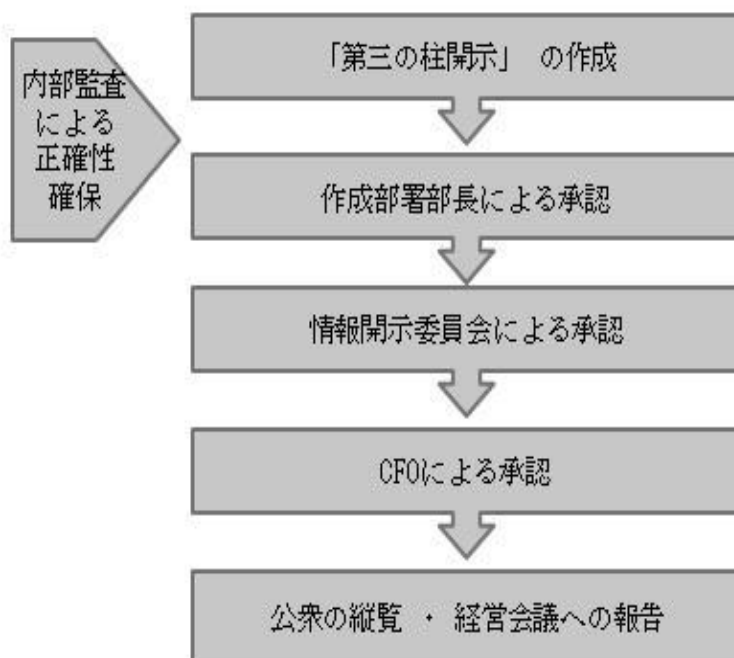 内部監査
による
正確性
確保
「第三の柱開示」 の作成
作成部署部長による承認
情報開示委員会による承認
CFOによる承認
公衆の縦覧 ・ 経営会議への報告